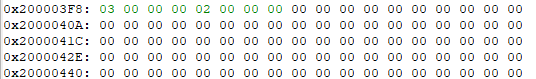 0x200003F8: 03 00 00 00 02 00 00 00 00 00 00 00 00 00 00 00 00 00
0x2000040A: 00 00 00 00 00 00 00 00 00 00 00 00 00 00 00 00 00 00
0x2000041C: 00 00 00 00 00 00 00 00 00 00 00 00 00 00 00 00 00 00
0x2000042E: 00 00 00 00 00 00 00 00 00 00 00 00 00 00 00 00 00 00
0x20000440: 00 00 00 00 00 00 00 00 00 00 00 00 00 00 00 00 00 00